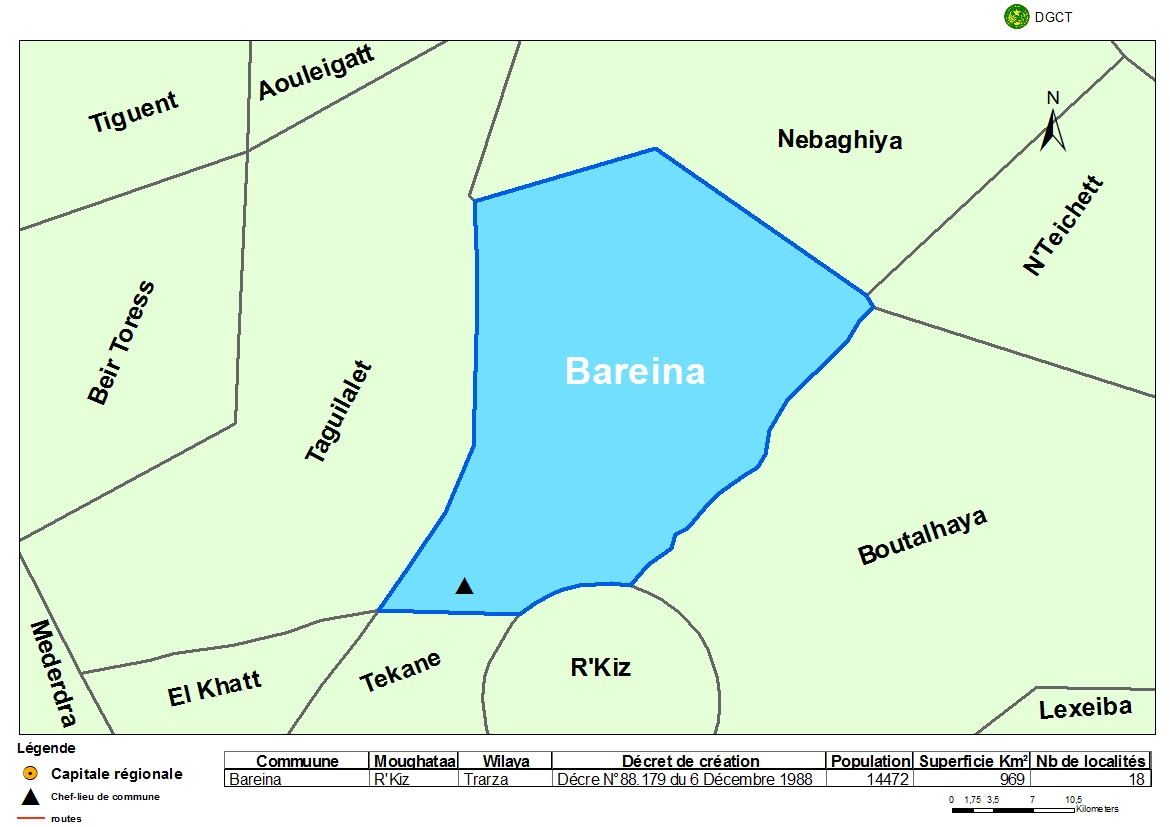 DGCT
Tiguent
Aouleigatt
Nebaghiya
N
N'Teichett
Beir Toress
Taguilalet
Bareina
Boutalhaya
Mederdra
El Khatt
Tekane
R'Kiz
Lexeiba
Légende
Capitale régionale
Chef-lieu de commune
routes
Commuune Moughataa Wilaya Décret de création Population Superficie Km² Nb de localités
Bareina R'Kiz Trarza Décre N°88.179 du 6 Décembre 1988 14472 969 18
0 1,75 3,5 7 10,5
Kilometers